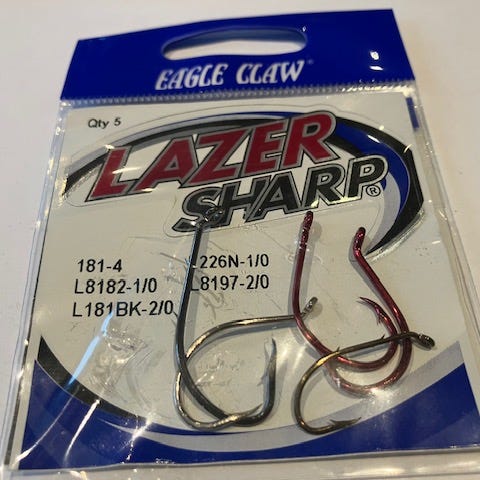 EAGLE CLAW®
Qty 5
LAZER
SHARP®
181-4
L8182-1/0
L181BK-2/0
L226N-1/0
L8197-2/0